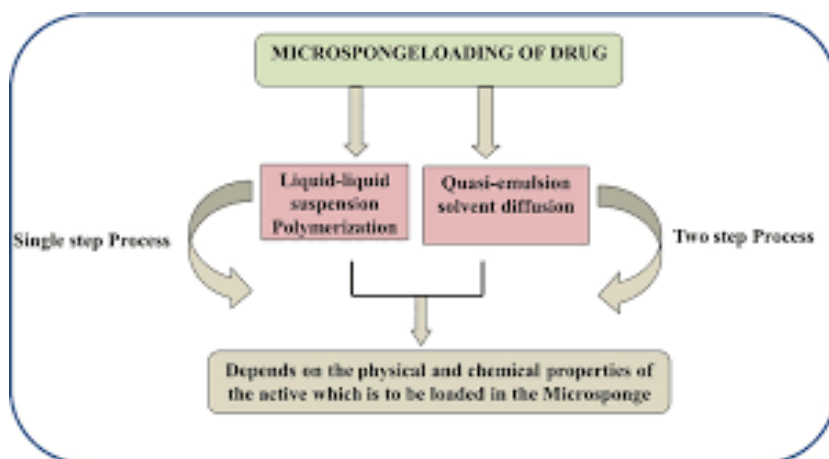 MICROSPONGELOADING OF DRUG
Liquid-liquid
suspension
Polymerization
Quasi-emulsion
solvent diffusion
Single step Process
Two step Process
Depends on the physical and chemical properties of
the active which is to be loaded in the Microsponge